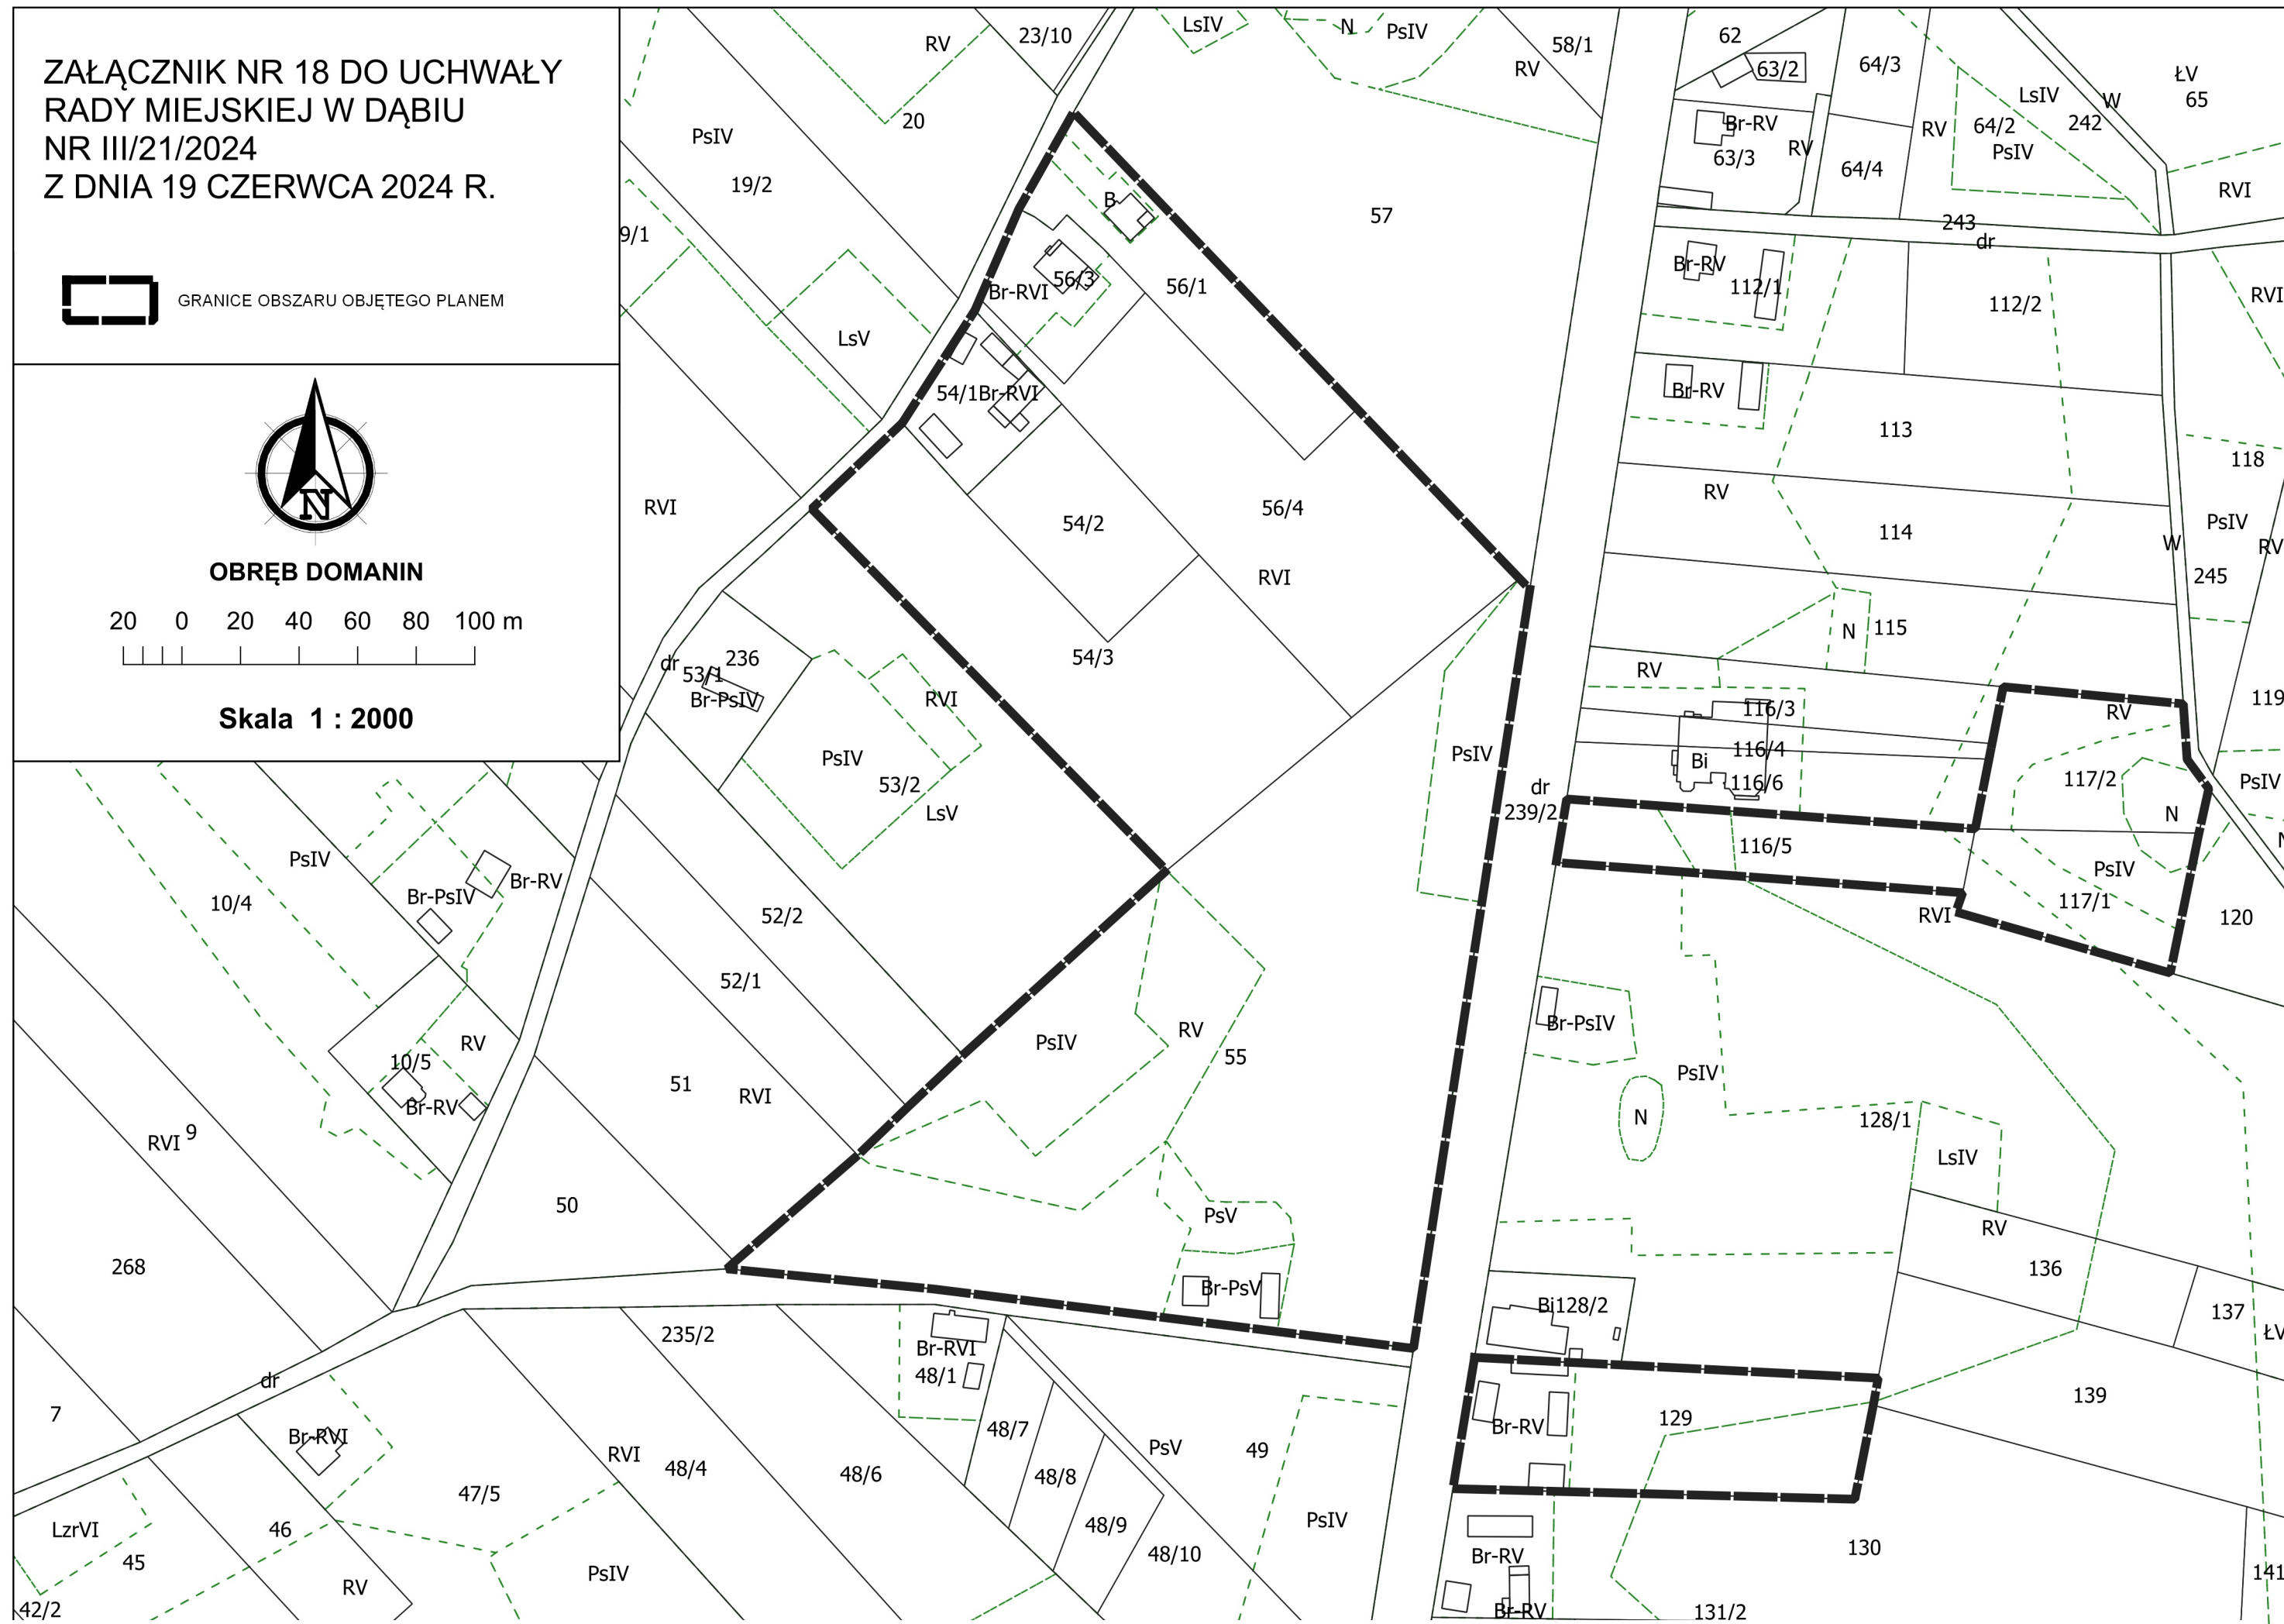 ZAŁĄCZNIK NR 18 DO UCHWAŁY
RADY MIEJSKIEJ W DĄBIU
NR III/21/2024
Z DNIA 19 CZERWCA 2024 R.
GRANICE OBSZARU OBJĘTEGO PLANEM
N
OBRĘB DOMANIN
20 0 20 40 60 80 100 m
Skala 1 : 2000
RV
23/10
LsIV
N
PsIV
58/1
RV
62
63/2
64/3
ŁV
65
LsIV
W
242
20
PsIV
19/2
Br-RV
63/3
RV
64/4
RV
64/2
PsIV
RVI
B
57
243
dr
9/1
Br-RVI
56/3
56/1
Br-RV
112/1
112/2
RVI
LsV
54/1Br-RVI
Br-RV
113
118
RV
RVI
56/4
54/2
114
PsIV
W
RV
245
RVI
N
115
54/3
236
dr
53/1
Br-PsIV
RVI
RV
119
116/3
RV
PsIV
53/2
LsV
PsIV
116/4
Bi
116/6
117/2
PsIV
dr
239/2
N
N
116/5
PsIV
PsIV
Br-RV
Br-PsIV
10/4
52/2
117/1
RVI
120
52/1
PsIV
RV
55
Br-PsIV
RV
10/5
Br-RV
51
RVI
PsIV
N
128/1
RVI
9
LsIV
50
PsV
RV
268
136
Br-PsV
Bi128/2
137
ŁV
235/2
Br-RVI
48/1
dr
7
Br-RVI
48/7
129
139
Br-RV
RVI
48/4
48/6
48/8
PsV
49
47/5
LzrVI
46
48/9
PsIV
45
48/10
Br-RV
130
RV
PsIV
141
42/2
Br-RV
131/2